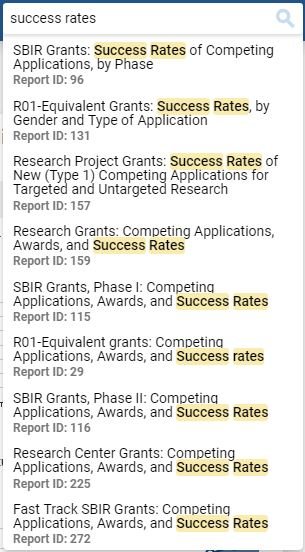 success rates
SBIR Grants: Success Rates of Competing
Applications, by Phase
Report ID: 96
R01-Equivalent Grants: Success Rates, by
Gender and Type of Application
Report ID: 131
Research Project Grants: Success Rates of
New (Type 1) Competing Applications for
Targeted and Untargeted Research
Report ID: 157
Research Grants: Competing Applications,
Awards, and Success Rates
Report ID: 159
SBIR Grants, Phase I: Competing
Applications, Awards, and Success Rates
Report ID: 115
R01-Equivalent grants: Competing
Applications, Awards, and Success rates
Report ID: 29
SBIR Grants, Phase II: Competing
Applications, Awards, and Success Rates
Report ID: 116
Research Center Grants: Competing
Applications, Awards, and Success Rates
Report ID: 225
Fast Track SBIR Grants: Competing
Applications, Awards, and Success Rates
Report ID: 272